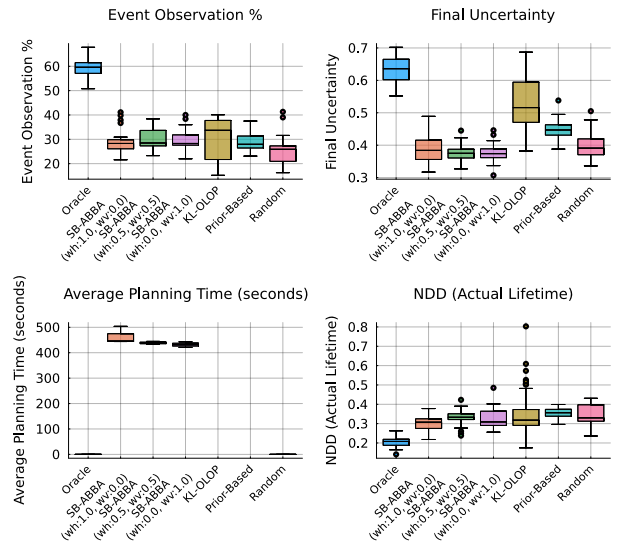 Event Observation %
Event Observation %
60
50
40
30
20
Oracle
SB-ABBA
(wh:1.0, wv:0.0)
SB-ABBA
(wh:0.5, wv:0.5)
SB-ABBA
(wh:0.0, wv:1.0)
KL-OLOP
Prior-Based
Random
Final Uncertainty
Final Uncertainty
0.7
0.6
0.5
0.4
0.3
Oracle
SB-ABBA
(wh:1.0, wv:0.0)
SB-ABBA
(wh:0.5, wv:0.5)
SB-ABBA
(wh:0.0, wv:1.0)
KL-OLOP
Prior-Based
Random
Average Planning Time (seconds)
Average Planning Time (seconds)
500
400
300
200
100
0
Oracle
SB-ABBA
(wh:1.0, wv:0.0)
SB-ABBA
(wh:0.5, wv:0.5)
SB-ABBA
(wh:0.0, wv:1.0)
KL-OLOP
Prior-Based
Random
NDD (Actual Lifetime)
NDD (Actual Lifetime)
0.8
0.7
0.6
0.5
0.4
0.3
0.2
Oracle
SB-ABBA
(wh:1.0, wv:0.0)
SB-ABBA
(wh:0.5, wv:0.5)
SB-ABBA
(wh:0.0, wv:1.0)
KL-OLOP
Prior-Based
Random